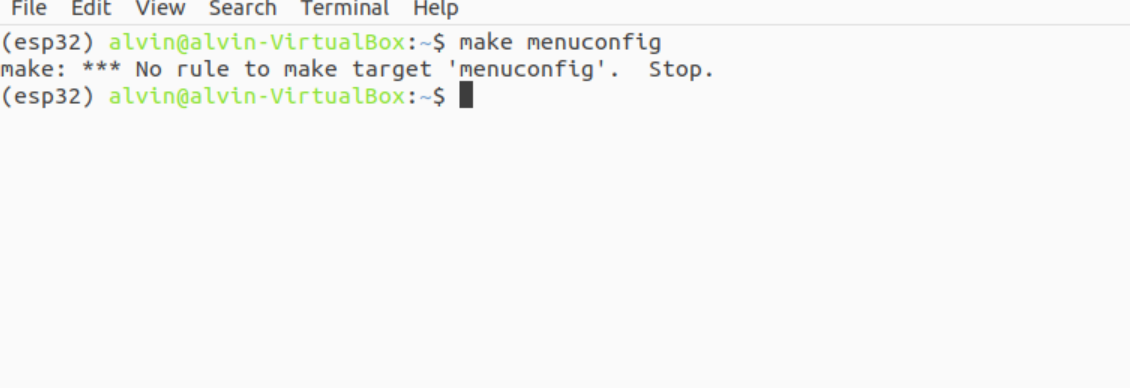 File Edit View Search Terminal Help
(esp32) alvin@alvin-VirtualBox:~$ make menuconfig
make: *** No rule to make target 'menuconfig'.  Stop.
(esp32) alvin@alvin-VirtualBox:~$